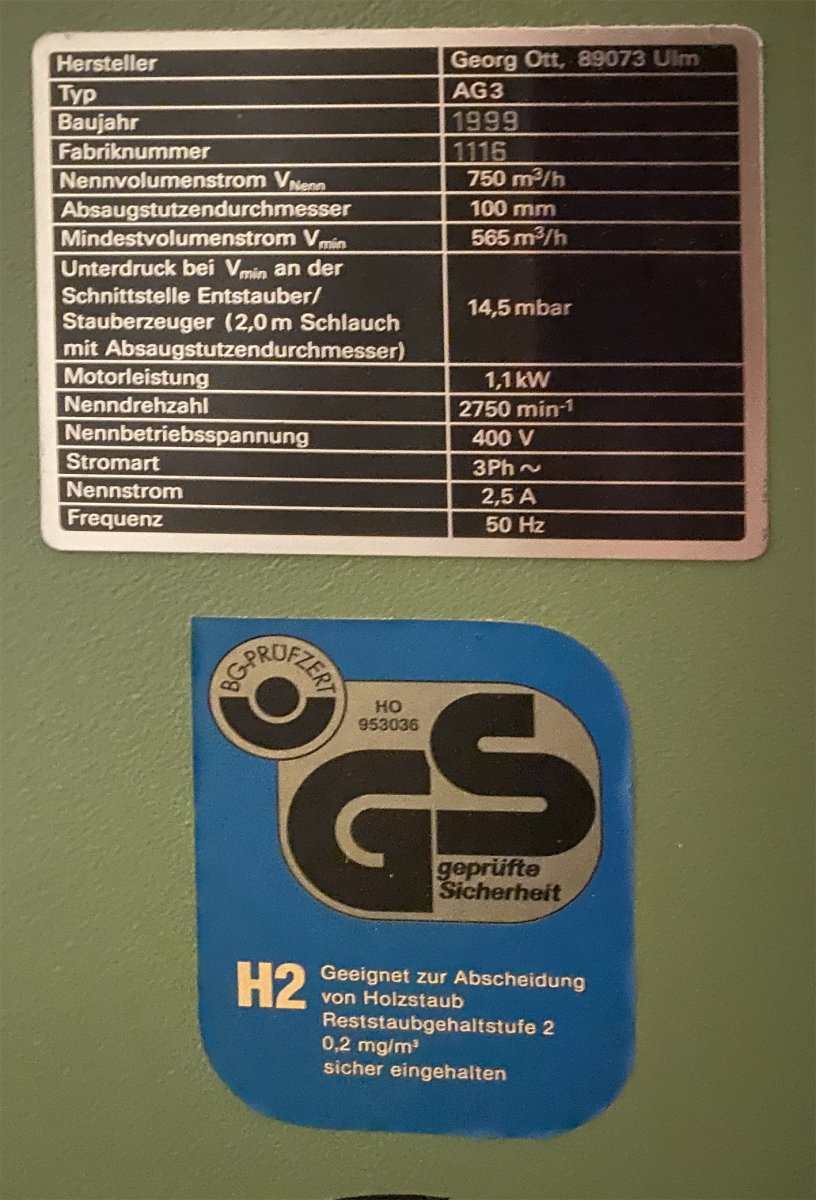 Hersteller Georg Ott, 89073 Ulm
Typ AG3
Baujahr 1999
Fabriknummer 1116
Nennvolumenstrom VNenn 750 m³/h
Absaugstutzendurchmesser 100 mm
Mindestvolumenstrom Vmin 565 m³/h
Unterdruck bei Vmin an der
Schnittstelle Entstauber/
Stauberzeuger (2,0 m Schlauch
mit Absaugstutzendurchmesser) 14,5 mbar
Motorleistung 1,1 kW
Nenndrehzahl 2750 min-1
Nennbetriebsspannung 400 V
Stromart 3Ph ~
Nennstrom 2,5 A
Frequenz 50 Hz
BG-PRÜFZERT
HO
953036
GS
geprüfte
Sicherheit
H2 Geeignet zur Abscheidung
von Holzstaub
Reststaubgehaltstufe 2
0,2 mg/m³
sicher eingehalten